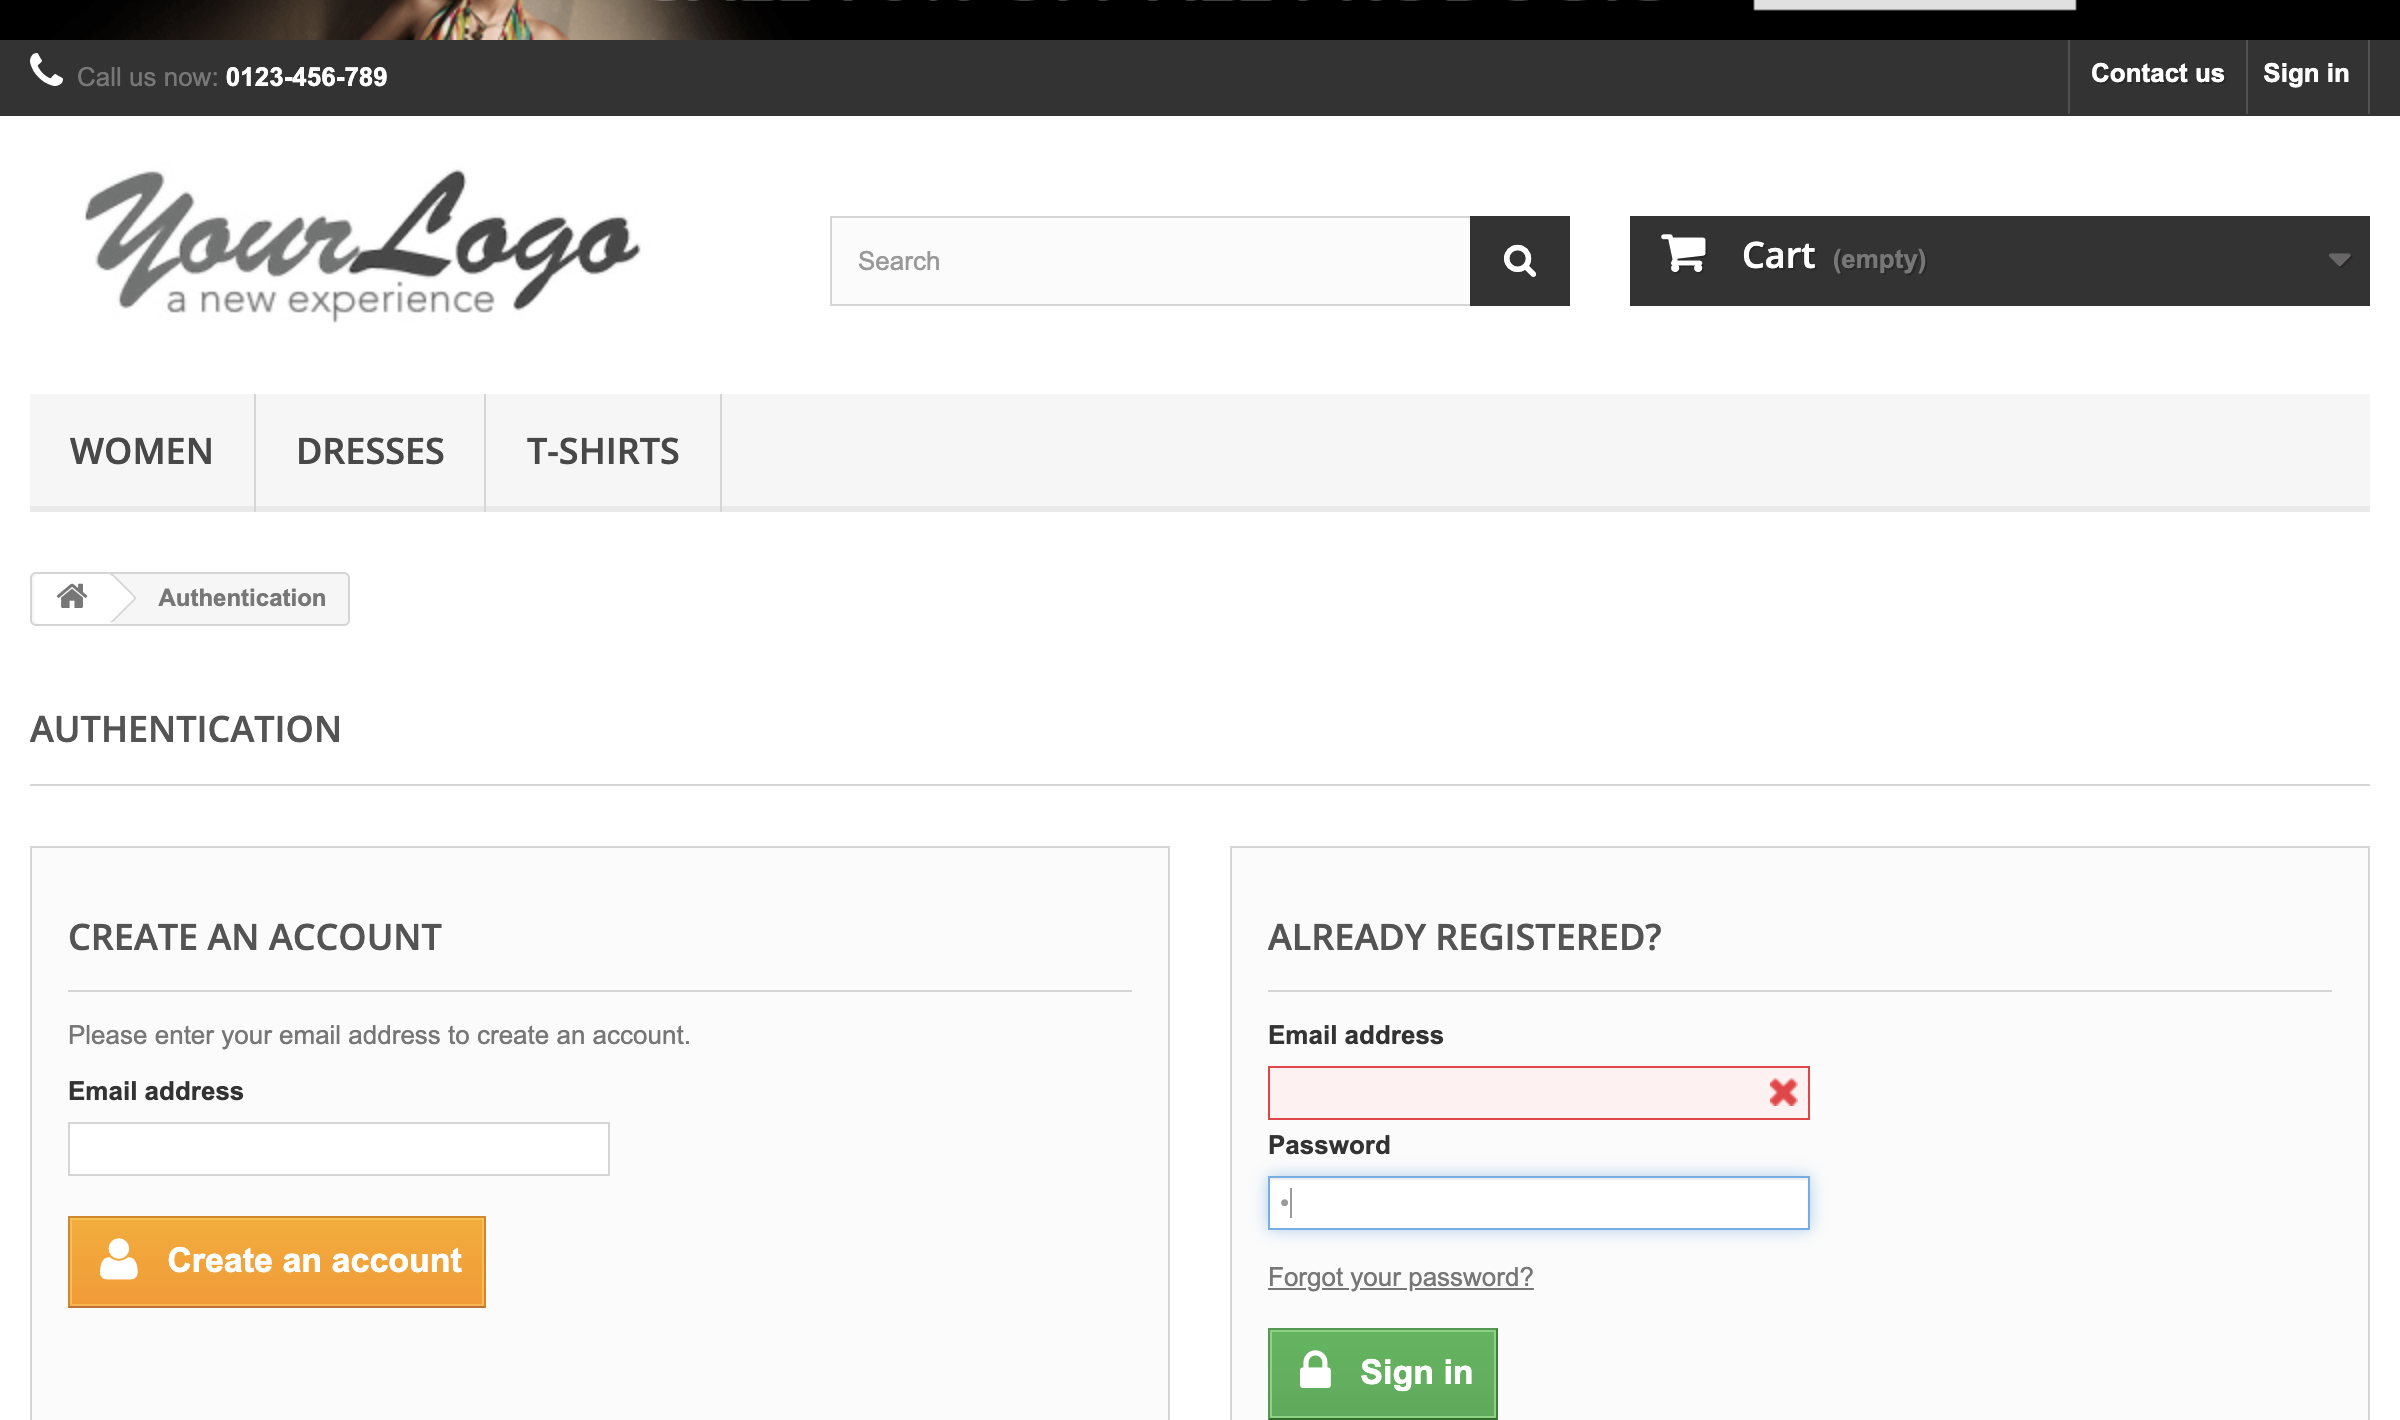 Call us now: 0123-456-789
Contact us
Sign in
YourLogo
a new experience
Search
Cart (empty)
WOMEN
DRESSES
T-SHIRTS
Authentication
AUTHENTICATION
CREATE AN ACCOUNT
Please enter your email address to create an account.
Email address
Create an account
ALREADY REGISTERED?
Email address
Password
Forgot your password?
Sign in